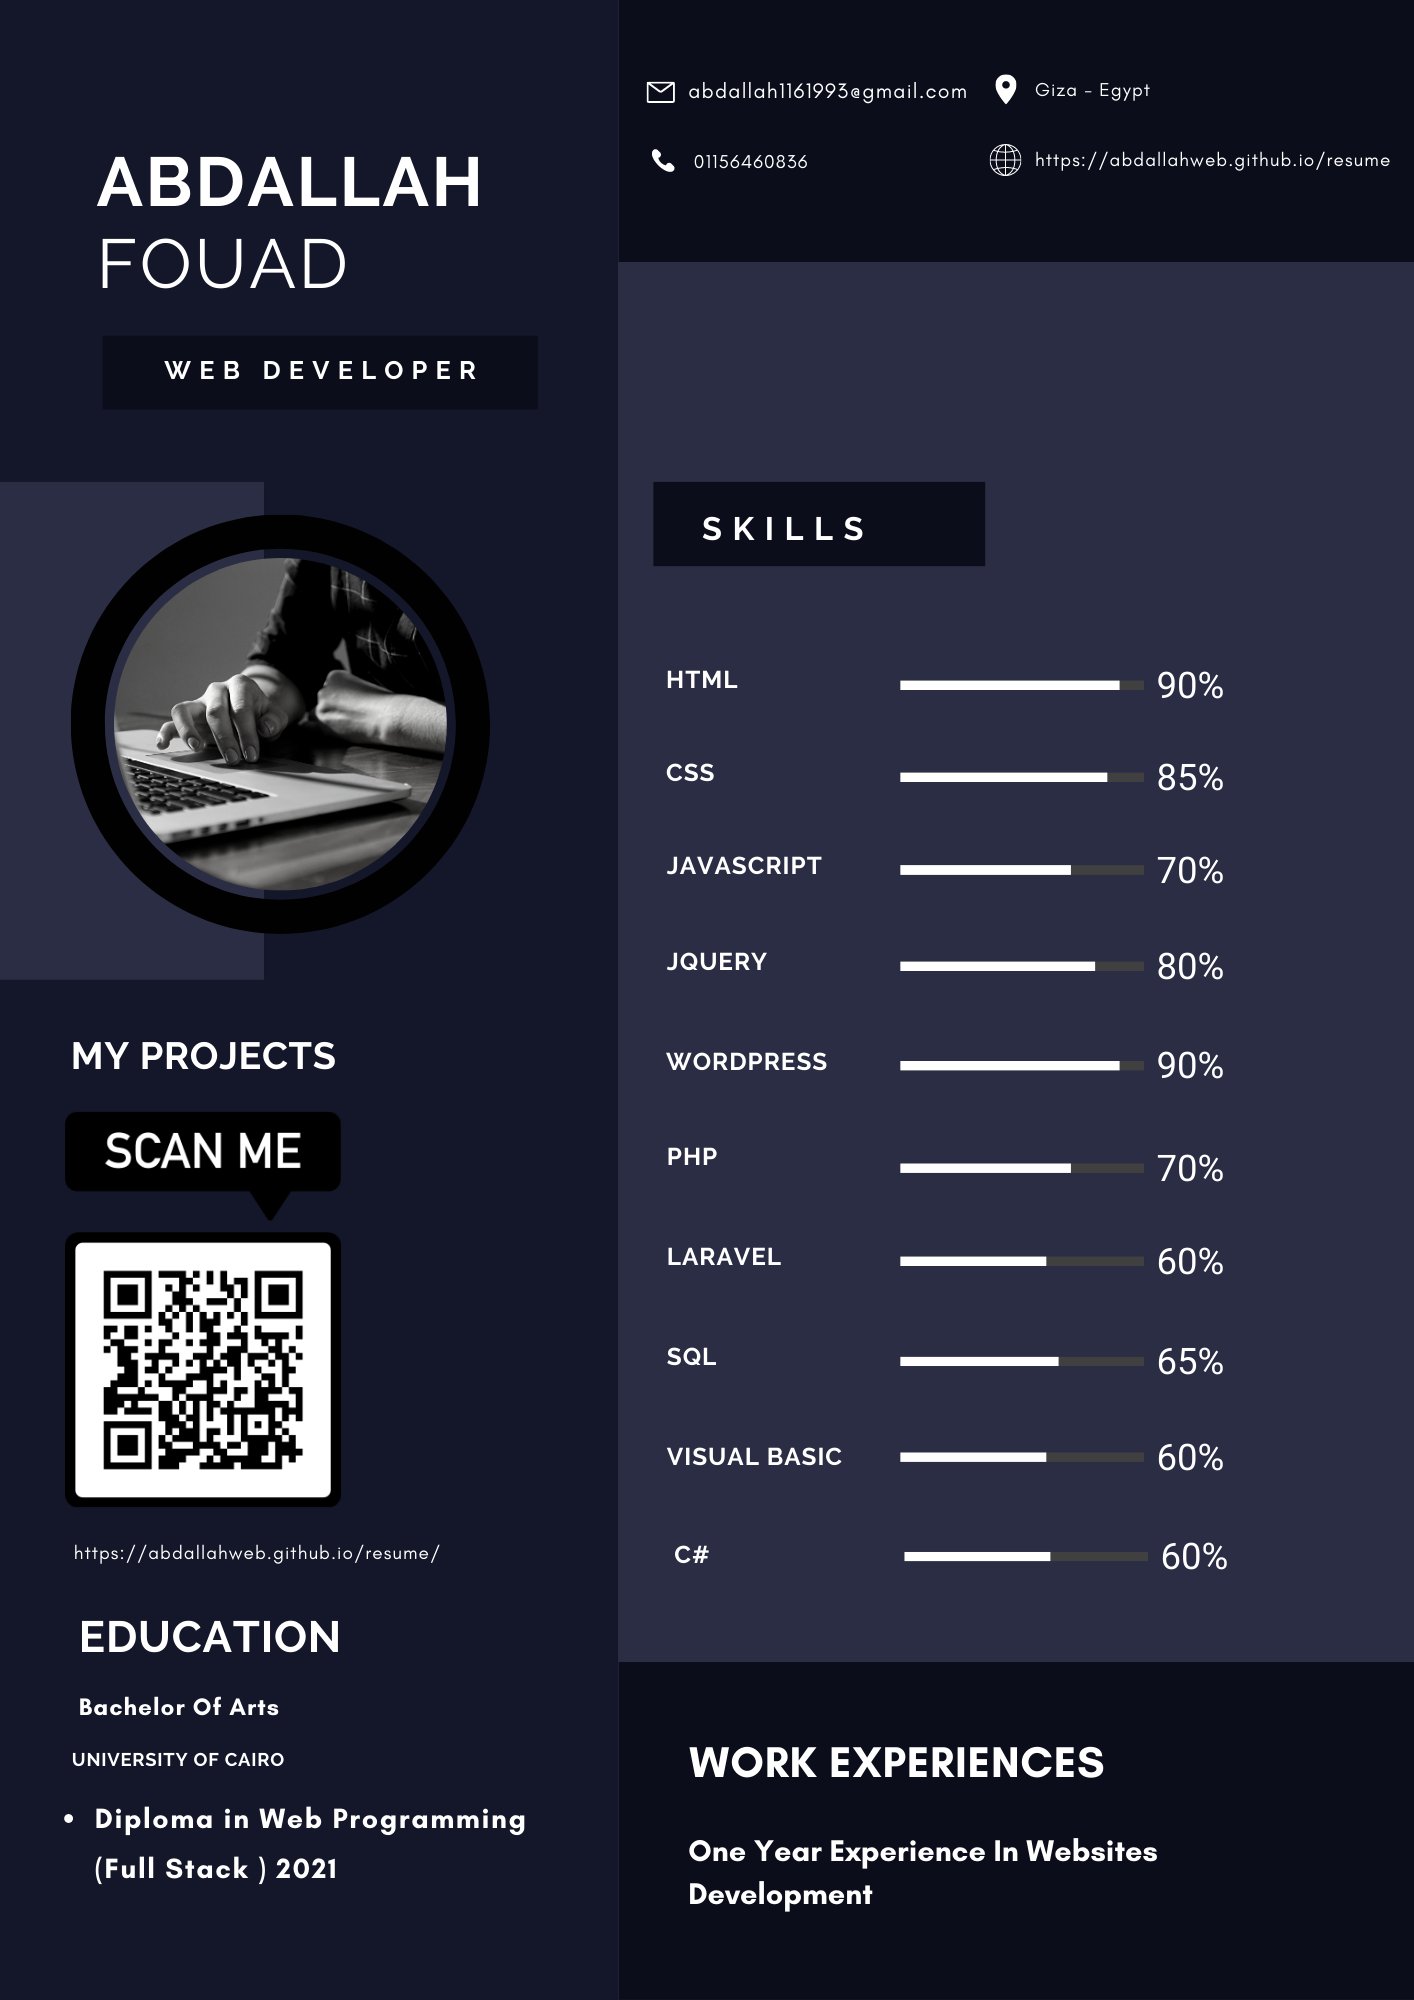 ABDALLAH
FOUAD
WEB DEVELOPER
abdallah1161993@gmail.com
Giza - Egypt
01156460836
https://abdallahweb.github.io/resume
SKILLS
HTML 90%
CSS 85%
JAVASCRIPT 70%
JQUERY 80%
WORDPRESS 90%
PHP 70%
LARAVEL 60%
SQL 65%
VISUAL BASIC 60%
C# 60%
MY PROJECTS
SCAN ME
https://abdallahweb.github.io/resume/
EDUCATION
Bachelor Of Arts
UNIVERSITY OF CAIRO
• Diploma in Web Programming
(Full Stack ) 2021
WORK EXPERIENCES
One Year Experience In Websites
Development